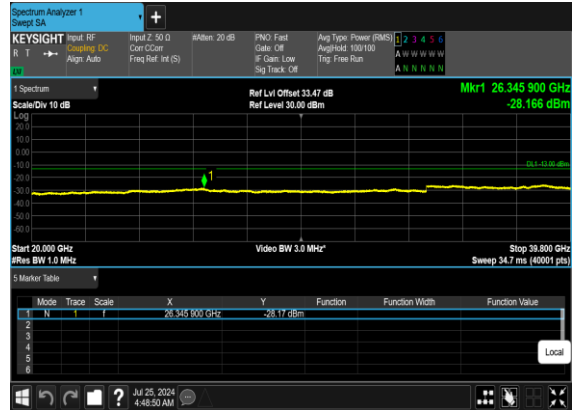 Spectrum Analyzer 1
Swept SA
+
KEYSIGHT Input: RF Input Z: 50 Ω #Atten: 20 dB PNO: Fast Avg Type: Power (RMS) 1 2 3 4 5 6
R T Coupling: DC Corr CCorr Gate: Off Avg|Hold: 100/100 A W W W W W
Align: Auto Freq Ref: Int (S) IF Gain: Low Trig: Free Run
Sig Track: Off A N N N N N
1 Spectrum Ref Lvl Offset 33.47 dB Mkr1 26.345 900 GHz
Scale/Div 10 dB Ref Level 30.00 dBm -28.166 dBm
Log
20.0
10.0
0.00
-10.0
DL1 -13.00 dBm
-20.0
1
-30.0
-40.0
-50.0
-60.0
Start 20.000 GHz Video BW 3.0 MHz* Stop 39.800 GHz
#Res BW 1.0 MHz Sweep 34.7 ms (40001 pts)
5 Marker Table
Mode Trace Scale X Y Function Function Width Function Value
1 N 1 f 26.345 900 GHz -28.17 dBm
2
3
4
5
6
Local
? Jul 25, 2024
4:48:50 AM